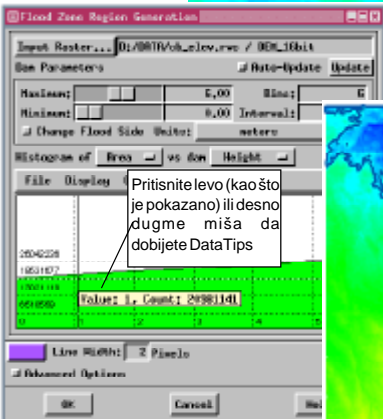 Flood Zone Region Generation
Input Raster... D:/DATA/cb_elev.rvc / DEM_16bit
Dam Parameters Auto-Update Update
Maximum: 6,00 Bins: 6
Minimum: 0,00 Interval:
Change Flood Side Units: meters
Histogram of Area vs dam Height
File Display
Pritisnite levo (kao što
je pokazano) ili desno
dugme miša da
dobijete DataTips
Value: 1, Count: 20981141
0 1 2 3 4 5
Line Width: 2 Pixels
Advanced Options
OK Cancel